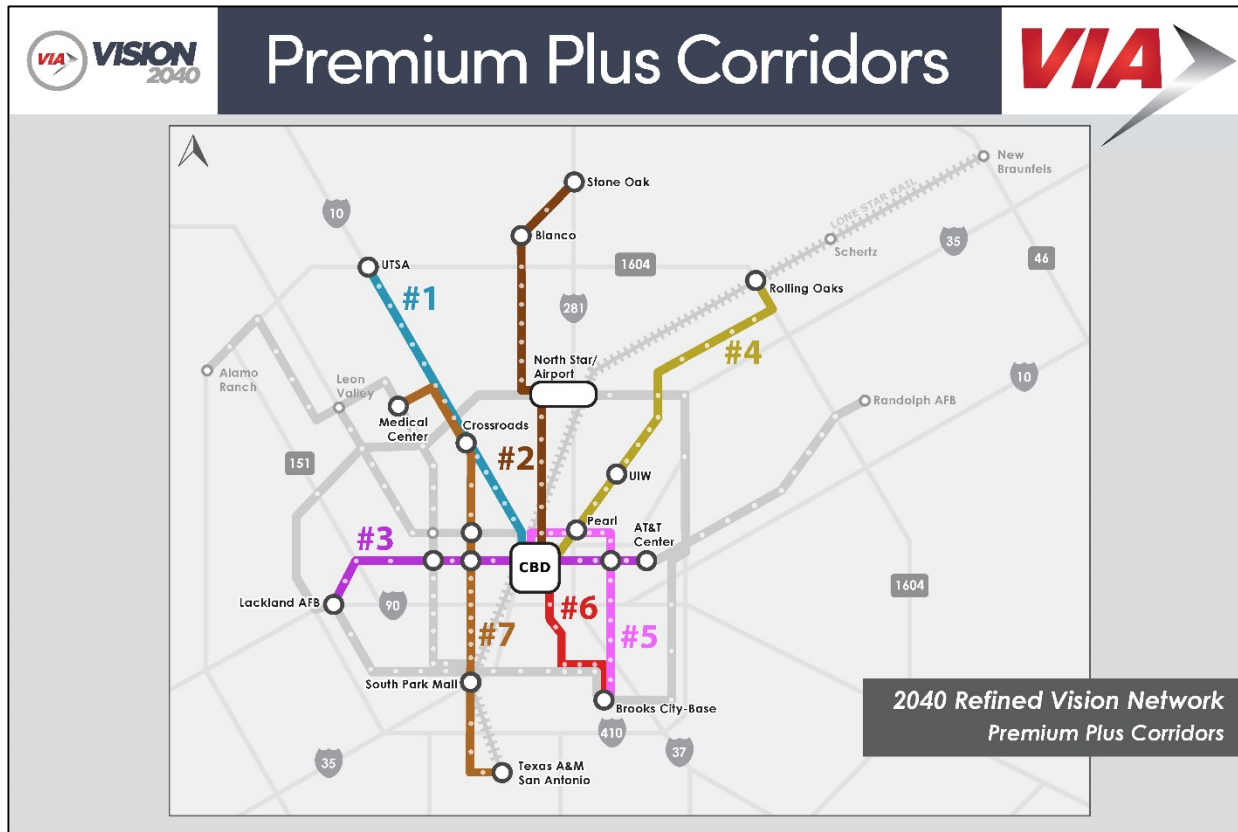 VIA VISION
2040
Premium Plus Corridors
VIA
New
Braunfels
Stone Oak
LONE STAR RAIL
10
Blanco
35
Schertz
46
UTSA
1604
#1
281
Rolling Oaks
#4
North Star/
Airport
10
Alamo
Ranch
Leon
Valley
Randolph AFB
Medical
Center
Crossroads
#2
151
UIW
Pearl
AT&T
Center
#3
CBD
1604
Lackland AFB
90
#6
#7
#5
South Park Mall
Brooks City-Base
410
37
35
Texas A&M
San Antonio
2040 Refined Vision Network
Premium Plus Corridors